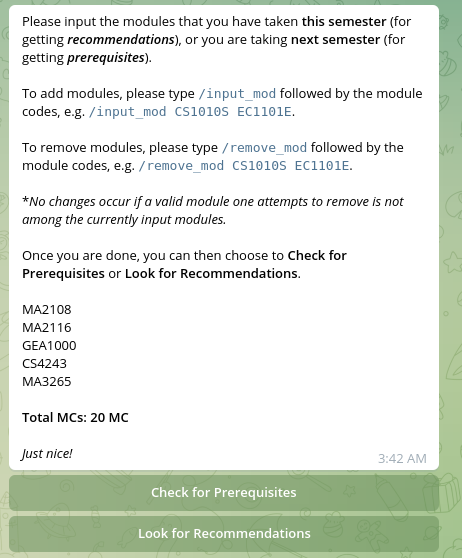 Please input the modules that you have taken this semester (for
getting recommendations), or you are taking next semester (for
getting prerequisites).
To add modules, please type /input_mod followed by the module
codes, e.g. /input_mod CS1010S EC1101E.
To remove modules, please type /remove_mod followed by the
module codes, e.g. /remove_mod CS1010S EC1101E.
*No changes occur if a valid module one attempts to remove is not
among the currently input modules.
Once you are done, you can then choose to Check for
Prerequisites or Look for Recommendations.
MA2108
MA2116
GEA1000
CS4243
MA3265
Total MCs: 20 MC
Just nice!
3:42 AM
Check for Prerequisites
Look for Recommendations